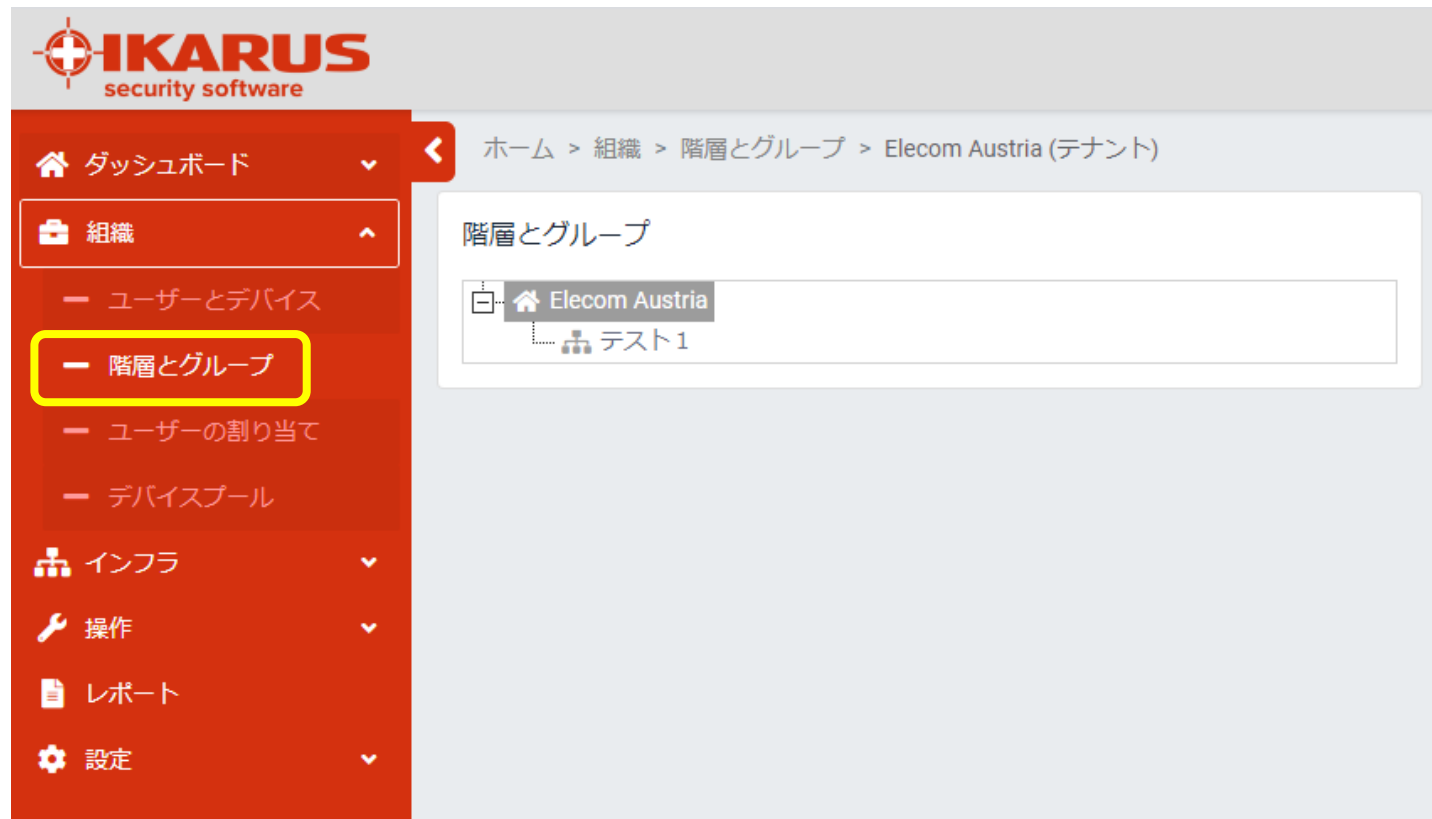 IKARUS
security software
ホーム > 組織 > 階層とグループ > Elecom Austria (テナント)
ダッシュボード
組織
ユーザーとデバイス
階層とグループ
ユーザーの割り当て
デバイスプール
インフラ
操作
レポート
設定
階層とグループ
Elecom Austria
テスト1